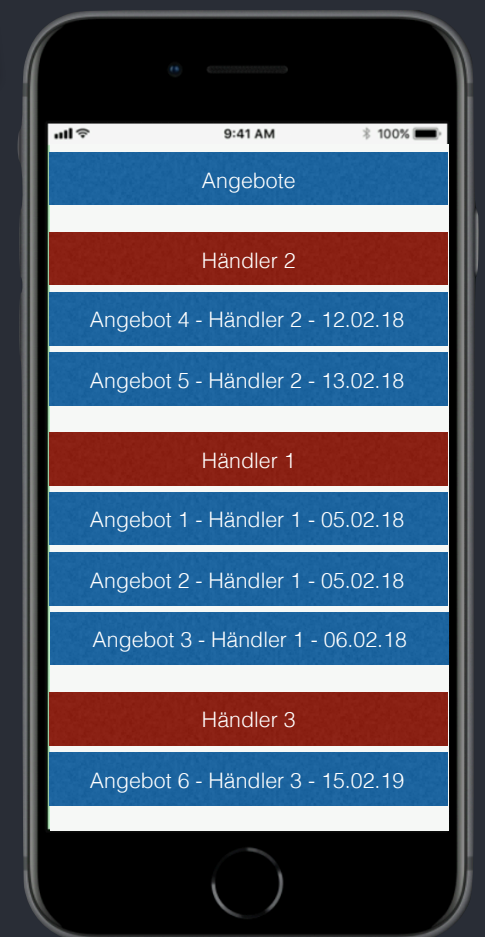 9:41 AM 100%
Angebote
Händler 2
Angebot 4 - Händler 2 - 12.02.18
Angebot 5 - Händler 2 - 13.02.18
Händler 1
Angebot 1 - Händler 1 - 05.02.18
Angebot 2 - Händler 1 - 05.02.18
Angebot 3 - Händler 1 - 06.02.18
Händler 3
Angebot 6 - Händler 3 - 15.02.19